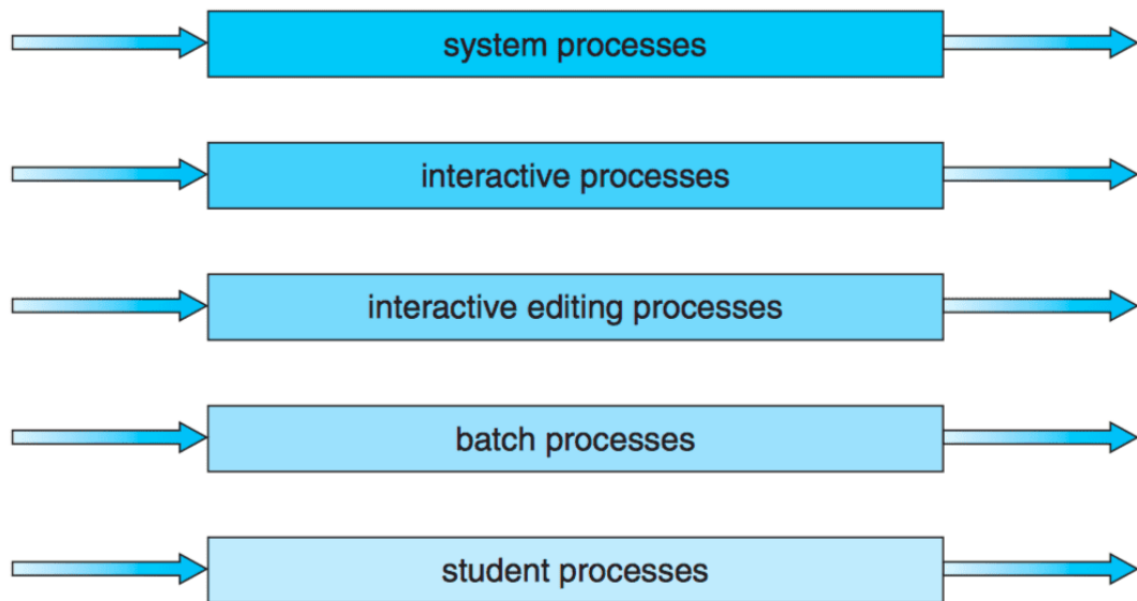 system processes
interactive processes
interactive editing processes
batch processes
student processes